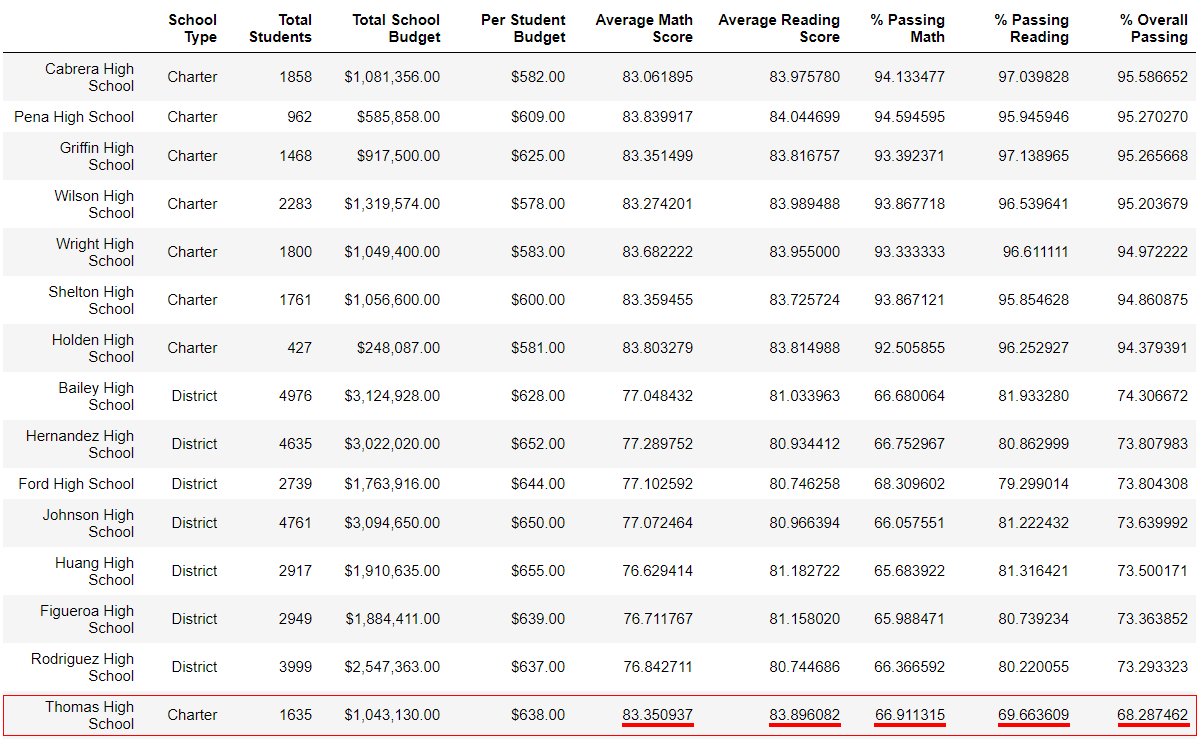 School Type Total Students Total School Budget Per Student Budget Average Math Score Average Reading Score % Passing Math % Passing Reading % Overall Passing
Cabrera High School Charter 1858 $1,081,356.00 $582.00 83.061895 83.975780 94.133477 97.039828 95.586652
Pena High School Charter 962 $585,858.00 $609.00 83.839917 84.044699 94.594595 95.945946 95.270270
Griffin High School Charter 1468 $917,500.00 $625.00 83.351499 83.816757 93.392371 97.138965 95.265668
Wilson High School Charter 2283 $1,319,574.00 $578.00 83.274201 83.989488 93.867718 96.539641 95.203679
Wright High School Charter 1800 $1,049,400.00 $583.00 83.682222 83.955000 93.333333 96.611111 94.972222
Shelton High School Charter 1761 $1,056,600.00 $600.00 83.359455 83.725724 93.867121 95.854628 94.860875
Holden High School Charter 427 $248,087.00 $581.00 83.803279 83.814988 92.505855 96.252927 94.379391
Bailey High School District 4976 $3,124,928.00 $628.00 77.048432 81.033963 66.680064 81.933280 74.306672
Hernandez High School District 4635 $3,022,020.00 $652.00 77.289752 80.934412 66.752967 80.862999 73.807983
Ford High School District 2739 $1,763,916.00 $644.00 77.102592 80.746258 68.309602 79.299014 73.804308
Johnson High School District 4761 $3,094,650.00 $650.00 77.072464 80.966394 66.057551 81.222432 73.639992
Huang High School District 2917 $1,910,635.00 $655.00 76.629414 81.182722 65.683922 81.316421 73.500171
Figueroa High School District 2949 $1,884,411.00 $639.00 76.711767 81.158020 65.988471 80.739234 73.363852
Rodriguez High School District 3999 $2,547,363.00 $637.00 76.842711 80.744686 66.366592 80.220055 73.293323
Thomas High School Charter 1635 $1,043,130.00 $638.00 83.350937 83.896082 66.911315 69.663609 68.287462